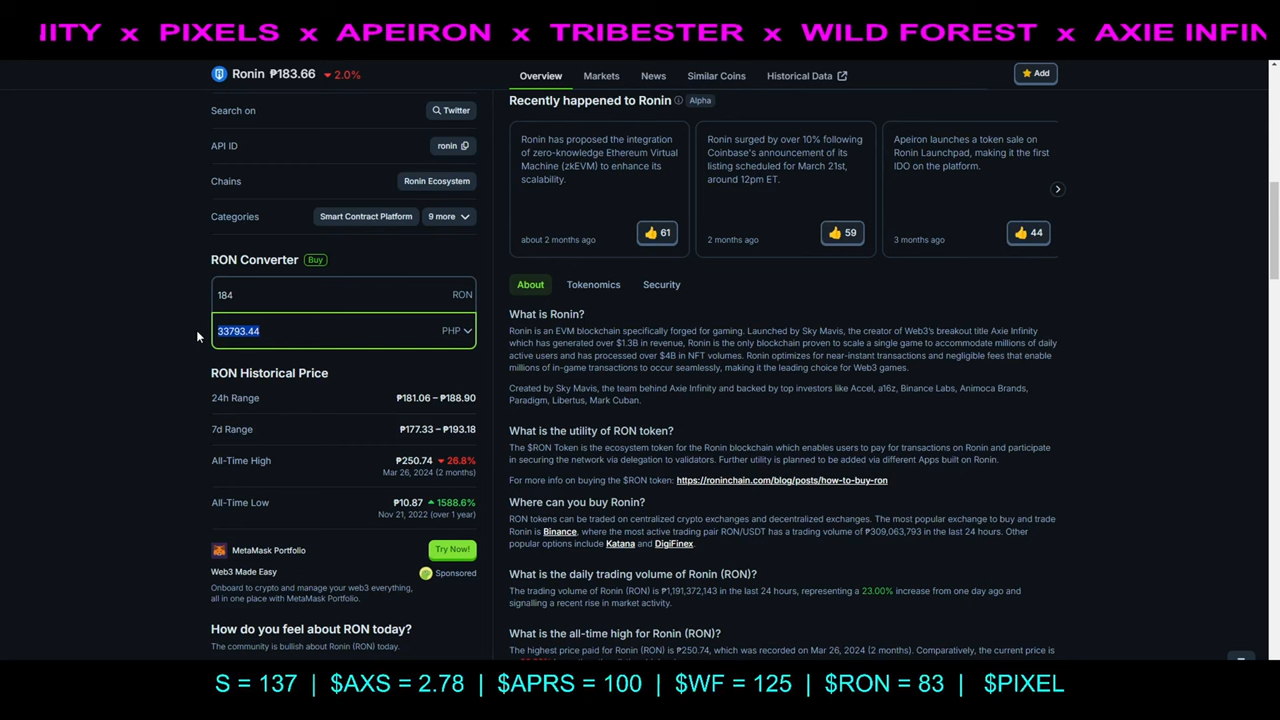 IITY x PIXELS x APEIRON x TRIBESTER x WILD FOREST x AXIE INFIN
Ronin ₱183.66 2.0%
Overview Markets News Similar Coins Historical Data
Add
Search on Twitter
API ID ronin
Chains Ronin Ecosystem
Categories Smart Contract Platform 9 more
RON Converter Buy
184 RON
33793.44 PHP
RON Historical Price
24h Range ₱181.06 – ₱188.90
7d Range ₱177.33 – ₱193.18
All-Time High ₱250.74 26.8%
Mar 26, 2024 (2 months)
All-Time Low ₱10.87 1588.6%
Nov 21, 2022 (over 1 year)
MetaMask Portfolio Try Now!
Web3 Made Easy Sponsored
Onboard to crypto and manage your web3 everything,
all in one place with MetaMask Portfolio.
How do you feel about RON today?
The community is bullish about Ronin (RON) today.
Recently happened to Ronin Alpha
Ronin has proposed the integration
of zero-knowledge Ethereum Virtual
Machine (zkEVM) to enhance its
scalability.
about 2 months ago 61
Ronin surged by over 10% following
Coinbase's announcement of its
listing scheduled for March 21st,
around 12pm ET.
2 months ago 59
Apeiron launches a token sale on
Ronin Launchpad, making it the first
IDO on the platform.
3 months ago 44
About Tokenomics Security
What is Ronin?
Ronin is an EVM blockchain specifically forged for gaming. Launched by Sky Mavis, the creator of Web3's breakout title Axie Infinity
which has generated over $1.3B in revenue, Ronin is the only blockchain proven to scale a single game to accommodate millions of daily
active users and has processed over $4B in NFT volumes. Ronin optimizes for near-instant transactions and negligible fees that enable
millions of in-game transactions to occur seamlessly, making it the leading choice for Web3 games.
Created by Sky Mavis, the team behind Axie Infinity and backed by top investors like Accel, a16z, Binance Labs, Animoca Brands,
Paradigm, Libertus, Mark Cuban.
What is the utility of RON token?
The $RON Token is the ecosystem token for the Ronin blockchain which enables users to pay for transactions on Ronin and participate
in securing the network via delegation to validators. Further utility is planned to be added via different Apps built on Ronin.
For more info on buying the $RON token: https://roninchain.com/blog/posts/how-to-buy-ron
Where can you buy Ronin?
RON tokens can be traded on centralized crypto exchanges and decentralized exchanges. The most popular exchange to buy and trade
Ronin is Binance, where the most active trading pair RON/USDT has a trading volume of ₱309,063,793 in the last 24 hours. Other
popular options include Katana and DigiFinex.
What is the daily trading volume of Ronin (RON)?
The trading volume of Ronin (RON) is ₱1,191,372,143 in the last 24 hours, representing a 23.00% increase from one day ago and
signalling a recent rise in market activity.
What is the all-time high for Ronin (RON)?
The highest price paid for Ronin (RON) is ₱250.74, which was recorded on Mar 26, 2024 (2 months). Comparatively, the current price is
S = 137 | $AXS = 2.78 | $APRS = 100 | $WF = 125 | $RON = 83 | $PIXEL